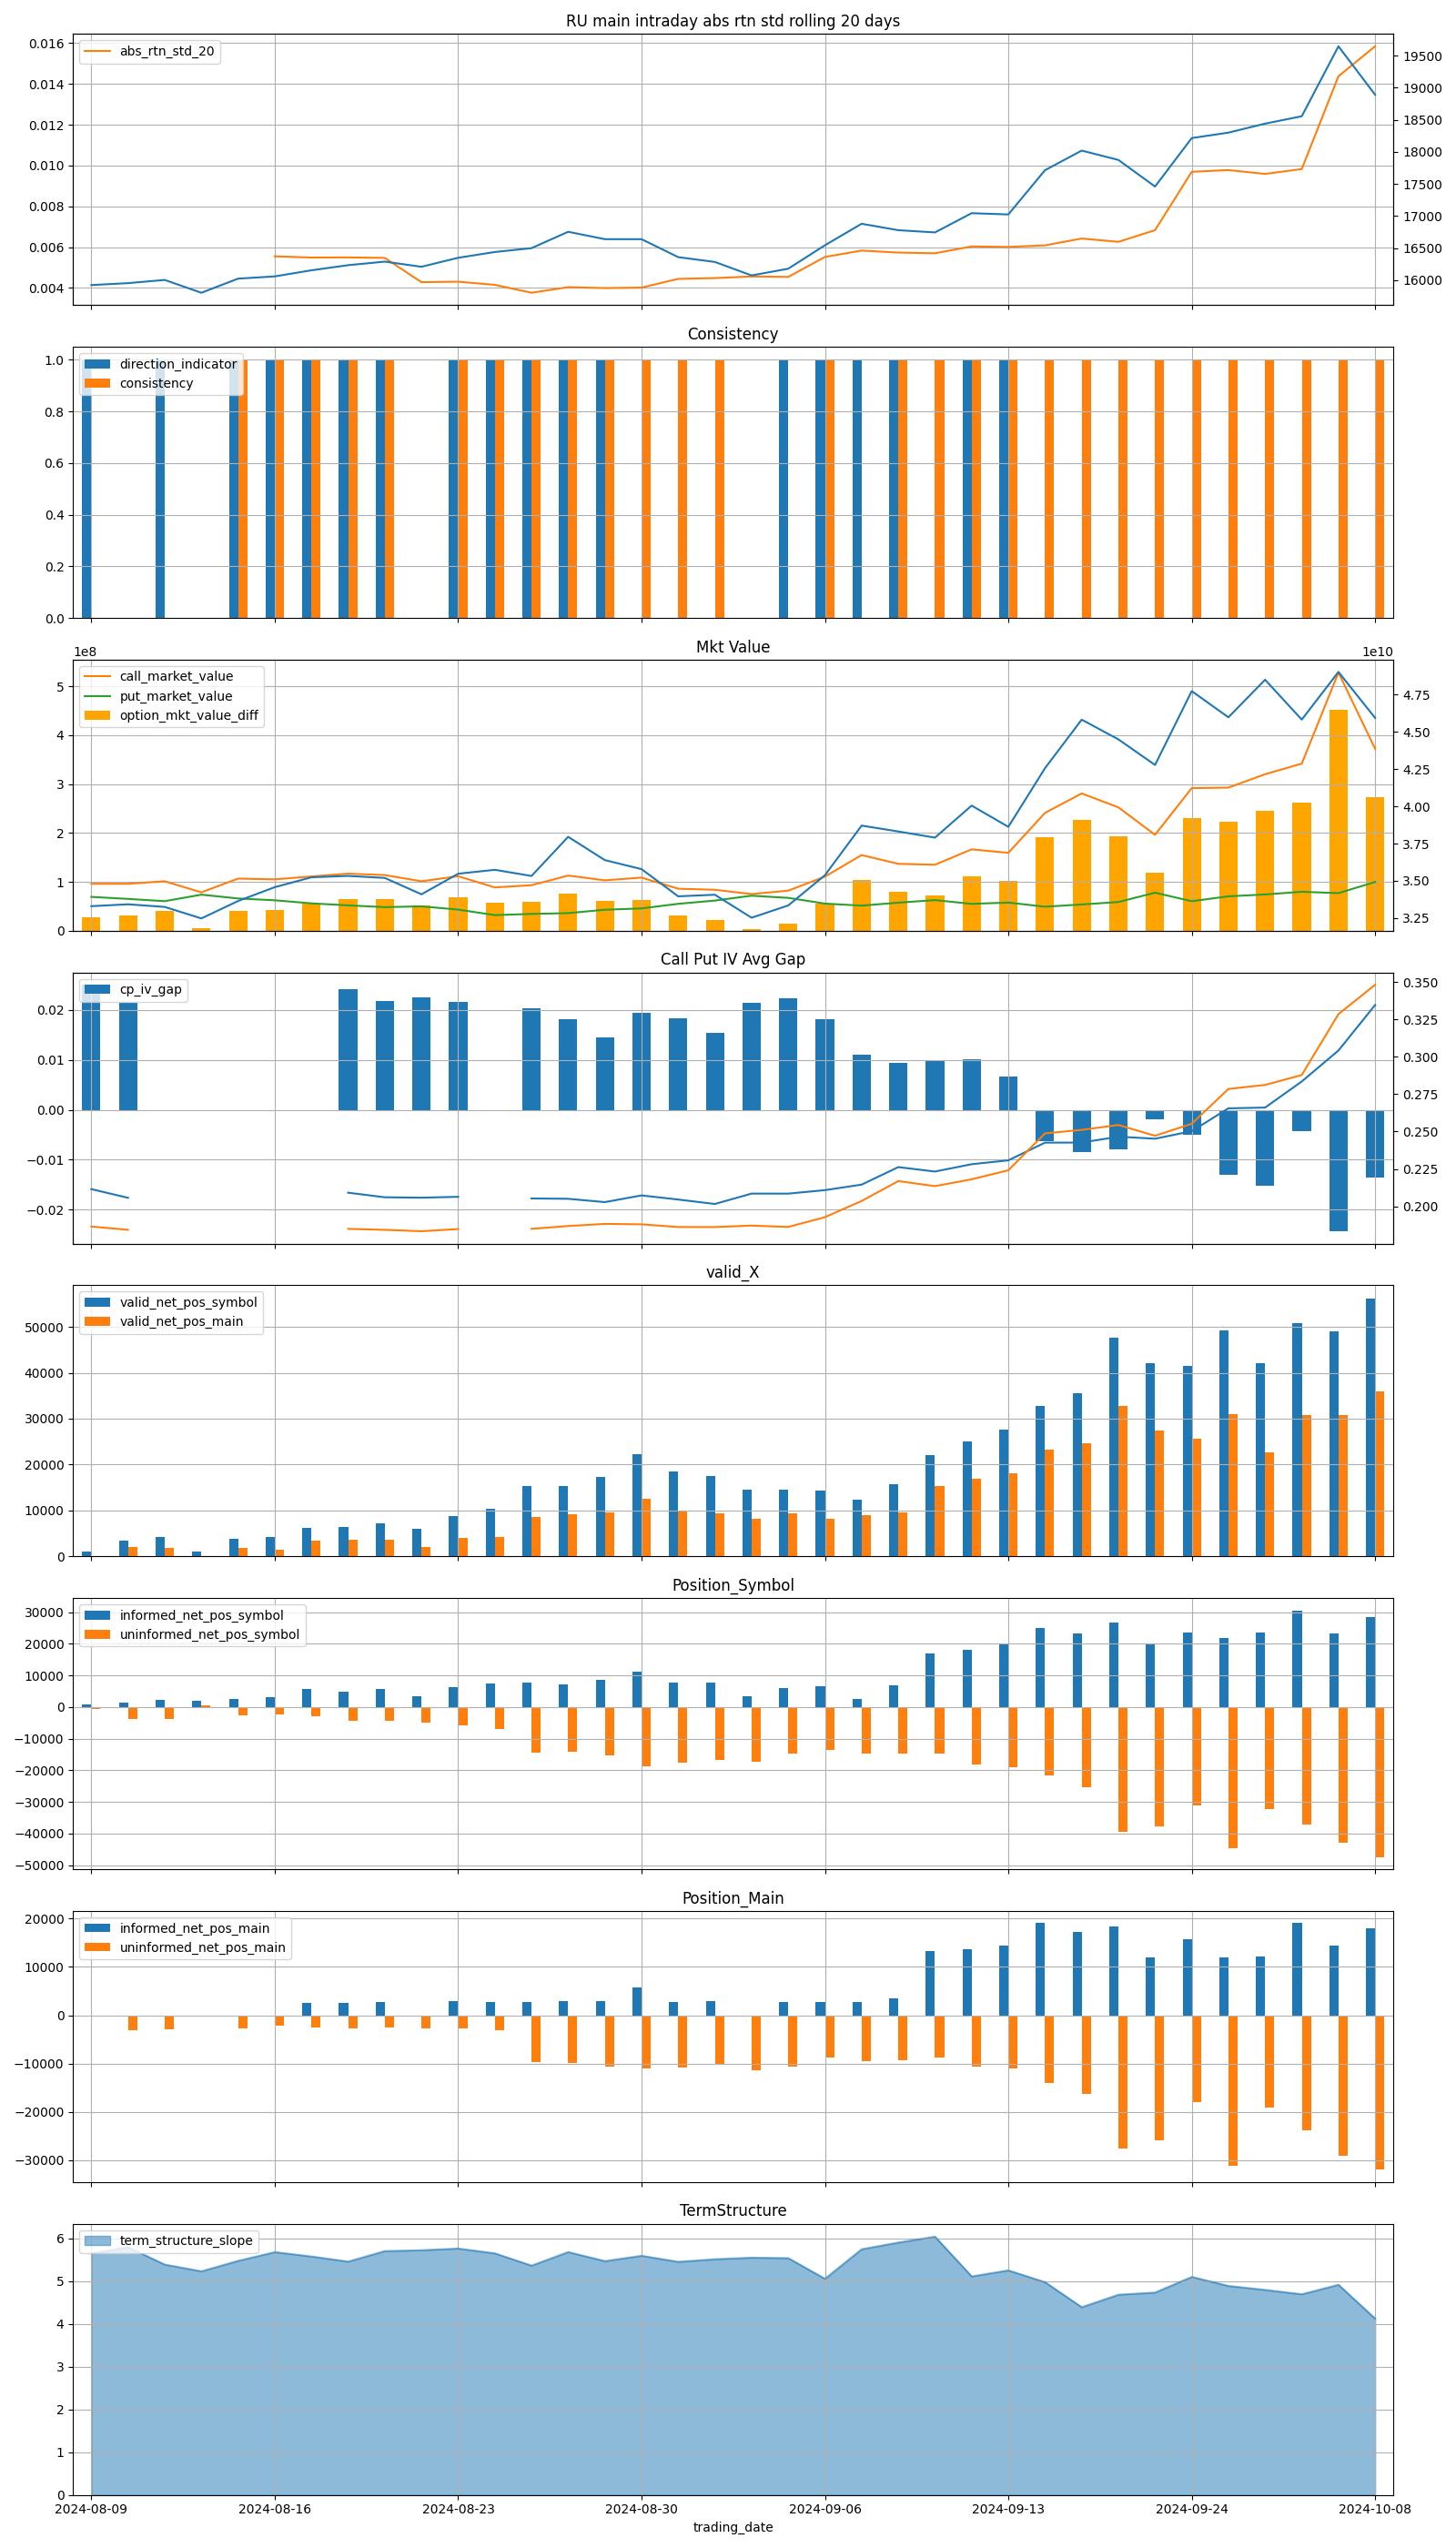 RU main intraday abs rtn std rolling 20 days
abs_rtn_std_20
0.016
0.014
0.012
0.010
0.008
0.006
0.004
19500
19000
18500
18000
17500
17000
16500
16000
Consistency
direction_indicator
consistency
1.0
0.8
0.6
0.4
0.2
0.0
Mkt Value
1e8
1e10
call_market_value
put_market_value
option_mkt_value_diff
5
4
3
2
1
0
4.75
4.50
4.25
4.00
3.75
3.50
3.25
Call Put IV Avg Gap
cp_iv_gap
0.02
0.01
0.00
−0.01
−0.02
0.350
0.325
0.300
0.275
0.250
0.225
0.200
valid_X
valid_net_pos_symbol
valid_net_pos_main
50000
40000
30000
20000
10000
0
Position_Symbol
informed_net_pos_symbol
uninformed_net_pos_symbol
30000
20000
10000
0
−10000
−20000
−30000
−40000
−50000
Position_Main
informed_net_pos_main
uninformed_net_pos_main
20000
10000
0
−10000
−20000
−30000
TermStructure
term_structure_slope
6
5
4
3
2
1
0
2024-08-09 2024-08-16 2024-08-23 2024-08-30 2024-09-06 2024-09-13 2024-09-24 2024-10-08
trading_date